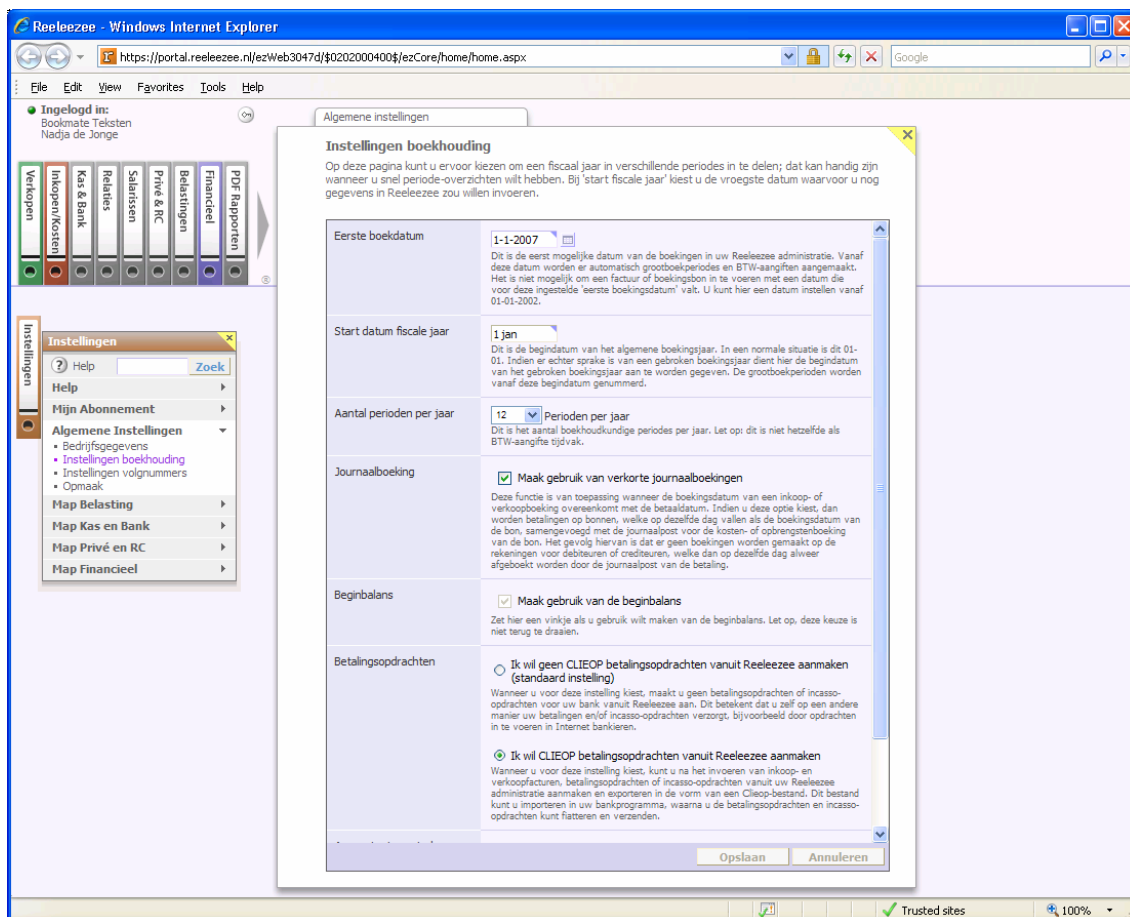 Reeleezee - Windows Internet Explorer
https://portal.reeleezee.nl/ezWeb3047d/$0202000400$/ezCore/home/home.aspx
Google
File Edit View Favorites Tools Help
Ingelogd in:
Bookmate Teksten
Nadja de Jonge
Verkopen
Inkopen/Kosten
Kas & Bank
Relaties
Salarissen
Privé & RC
Belastingen
Financieel
PDF Rapporten
Instellingen
Instellingen
Help
Zoek
Help
Mijn Abonnement
Algemene Instellingen
Bedrijfsgegevens
Instellingen boekhouding
Instellingen volgnummers
Opmaak
Map Belasting
Map Kas en Bank
Map Privé en RC
Map Financieel
Algemene instellingen
Instellingen boekhouding
Op deze pagina kunt u ervoor kiezen om een fiscaal jaar in verschillende periodes in te delen; dat kan handig zijn
wanneer u snel periode-overzichten wilt hebben. Bij 'start fiscale jaar' kiest u de vroegste datum waarvoor u nog
gegevens in Reeleezee zou willen invoeren.
Eerste boekdatum
1-1-2007
Dit is de eerst mogelijke datum van de boekingen in uw Reeleezee administratie. Vanaf
deze datum worden er automatisch grootboekperiodes en BTW-aangiften aangemaakt.
Het is niet mogelijk om een factuur of boekingsbon in te voeren met een datum die
voor deze ingestelde 'eerste boekingsdatum' valt. U kunt hier een datum instellen vanaf
01-01-2002.
Start datum fiscale jaar
1 jan
Dit is de begindatum van het algemene boekingsjaar. In een normale situatie is dit 01-
01. Indien er echter sprake is van een gebroken boekingsjaar dient hier de begindatum
van het gebroken boekingsjaar aan te worden gegeven. De grootboekperioden worden
vanaf deze begindatum genummerd.
Aantal perioden per jaar
12 Perioden per jaar
Dit is het aantal boekhoudkundige periodes per jaar. Let op: dit is niet hetzelfde als
BTW-aangifte tijdvak.
Journaalboeking
Maak gebruik van verkorte journaalboekingen
Deze functie is van toepassing wanneer de boekingsdatum van een inkoop- of
verkoopboeking overeenkomt met de betaaldatum. Indien u deze optie kiest, dan
worden betalingen op bonnen, welke op dezelfde dag vallen als de boekingsdatum van
de bon, samengevoegd met de journaalpost voor de kosten- of opbrengstenboeking
van de bon. Het gevolg hiervan is dat er geen boekingen worden gemaakt op de
rekeningen voor debiteuren of crediteuren, welke dan op dezelfde dag alweer
afgeboekt worden door de journaalpost van de betaling.
Beginbalans
Maak gebruik van de beginbalans
Zet hier een vinkje als u gebruik wilt maken van de beginbalans. Let op, deze keuze is
niet terug te draaien.
Betalingsopdrachten
Ik wil geen CLIEOP betalingsopdrachten vanuit Reeleezee aanmaken
(standaard instelling)
Wanneer u voor deze instelling kiest, maakt u geen betalingsopdrachten of incasso-
opdrachten voor uw bank vanuit Reeleezee aan. Dit betekent dat u zelf op een andere
manier uw betalingen en/of incasso-opdrachten verzorgt, bijvoorbeeld door opdrachten
in te voeren in Internet bankieren.
Ik wil CLIEOP betalingsopdrachten vanuit Reeleezee aanmaken
Wanneer u voor deze instelling kiest, kunt u na het invoeren van inkoop- en
verkoopfacturen, betalingsopdrachten of incasso-opdrachten vanuit uw Reeleezee
administratie aanmaken en exporteren in de vorm van een Clieop-bestand. Dit bestand
kunt u importeren in uw bankprogramma, waarna u de betalingsopdrachten en incasso-
opdrachten kunt fiatteren en verzenden.
Opslaan Annuleren
Trusted sites
100%